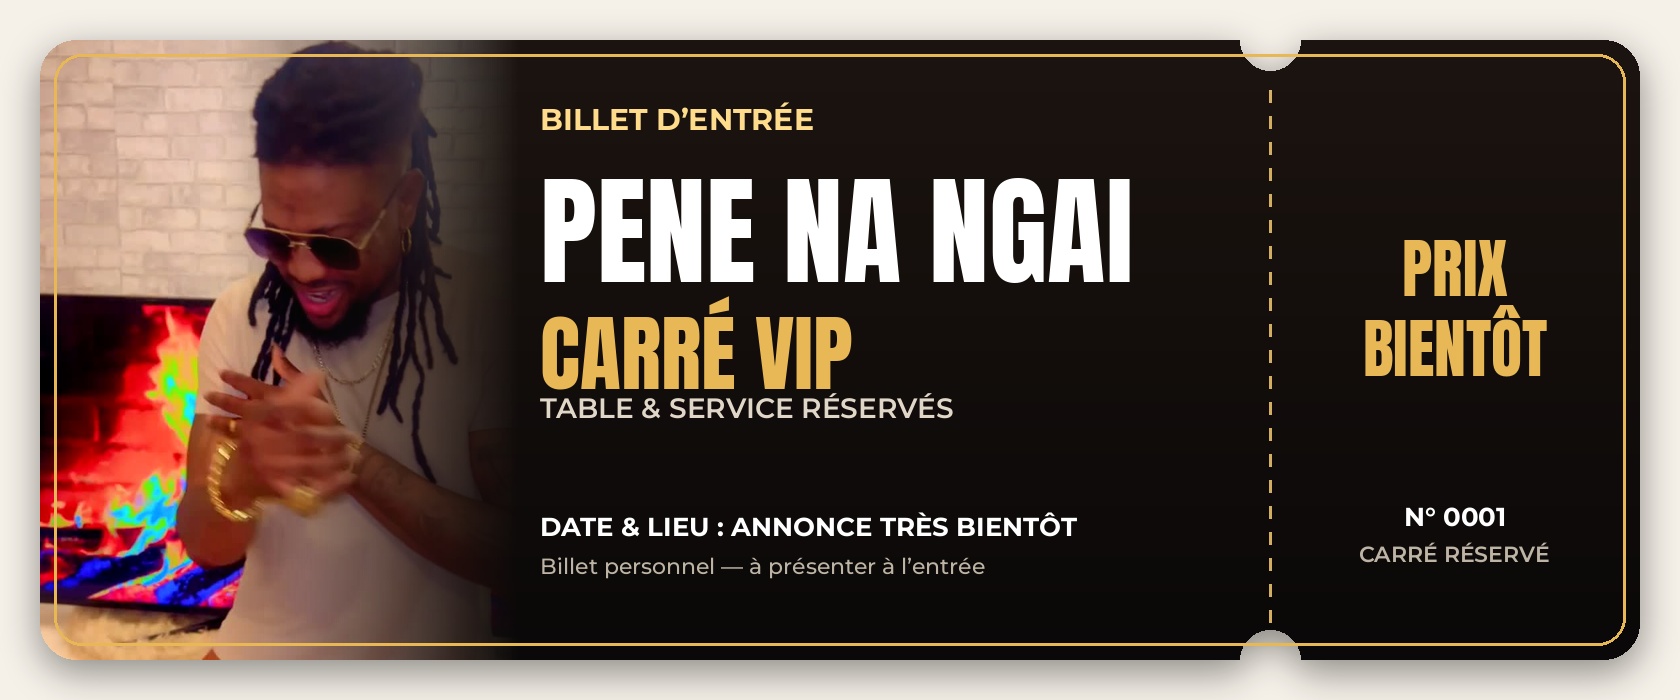 BILLET D’ENTRÉE
PENE NA NGAI
CARRÉ VIP
TABLE & SERVICE RÉSERVÉS
DATE & LIEU : ANNONCE TRÈS BIENTÔT
Billet personnel — à présenter à l’entrée
PRIX
BIENTÔT
N° 0001
CARRÉ RÉSERVÉ